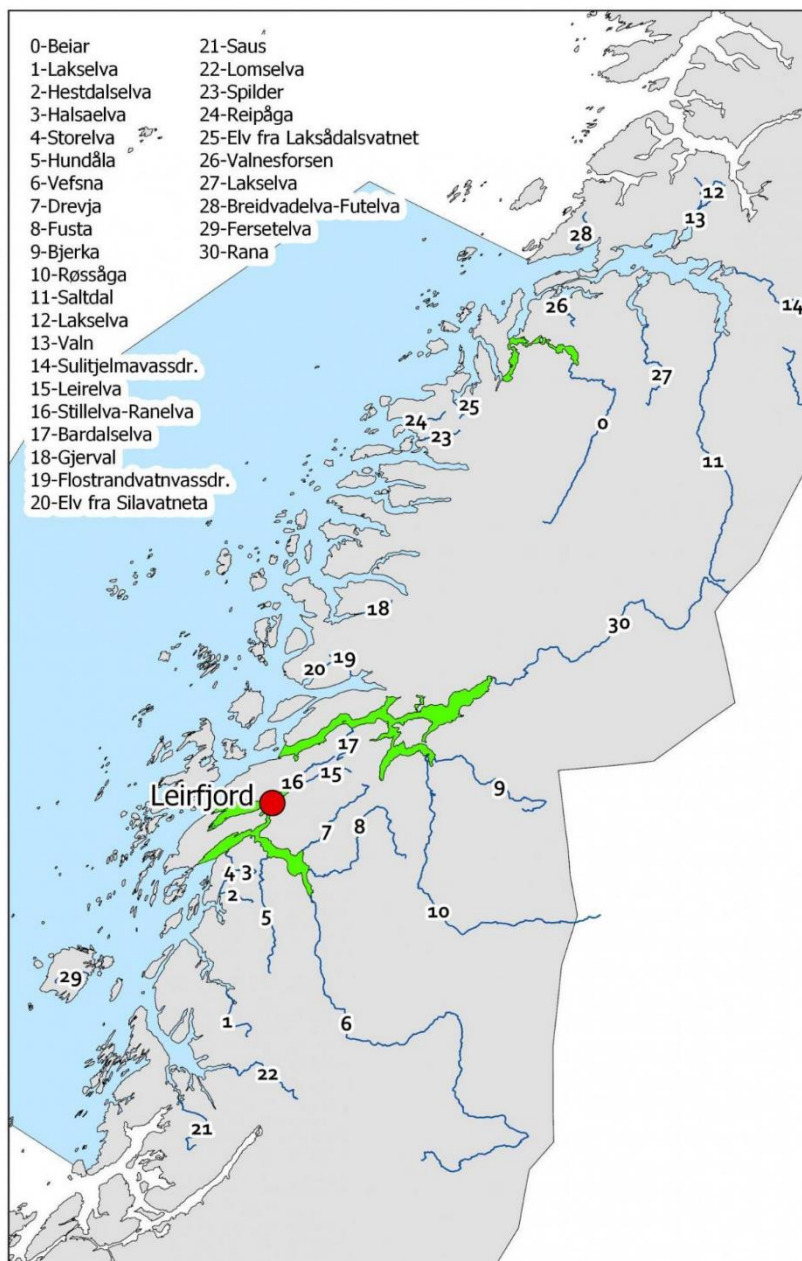 0-Beiar
1-Lakselva
2-Hestdalselva
3-Halsaelva
4-Storelva
5-Hundåla
6-Vefsna
7-Drevja
8-Fusta
9-Bjerka
10-Røssåga
11-Saltdal
12-Lakselva
13-Valn
14-Sulitjelmavassdr.
15-Leirelva
16-Stillelva-Ranelva
17-Bardalselva
18-Gjerval
19-Flostrandvatnvassdr.
20-Elv fra Silavatneta
21-Saus
22-Lomselva
23-Spilder
24-Reipåga
25-Elv fra Laksådalsvatnet
26-Valnesforsen
27-Lakselva
28-Breidvadelva-Futelva
29-Fersetelva
30-Rana
12
13
28
14
26
27
25
24
23
0
11
18
30
19
20
17
15
16
Leirfjord
9
7
8
4 3
2
5
10
29
1
6
22
21